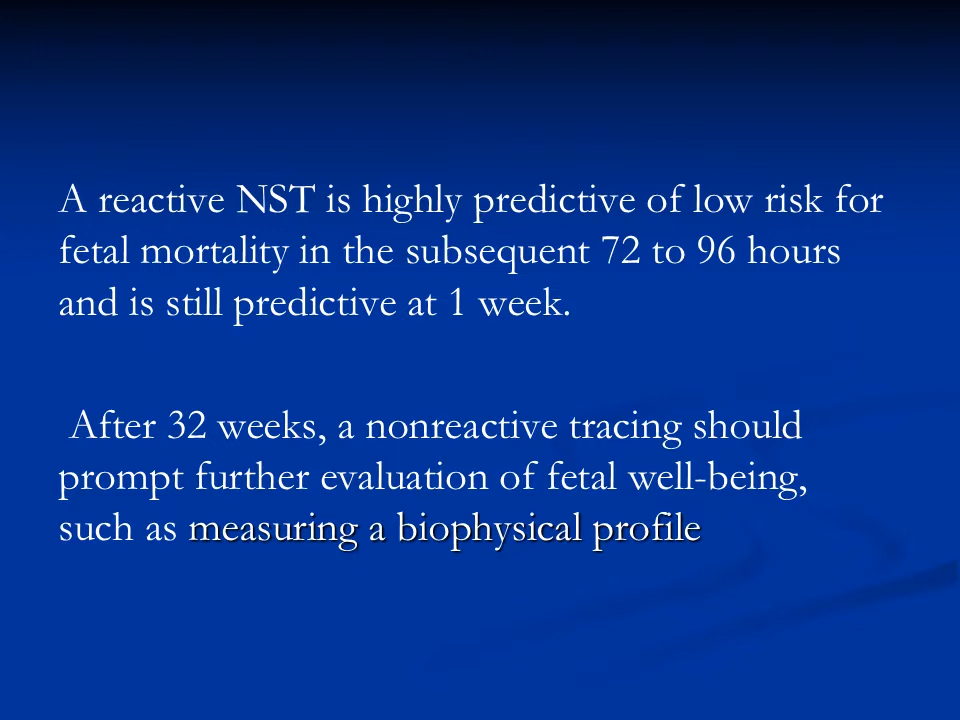 A reactive NST is highly predictive of low risk for
fetal mortality in the subsequent 72 to 96 hours
and is still predictive at 1 week.
After 32 weeks, a nonreactive tracing should
prompt further evaluation of fetal well-being,
such as measuring a biophysical profile